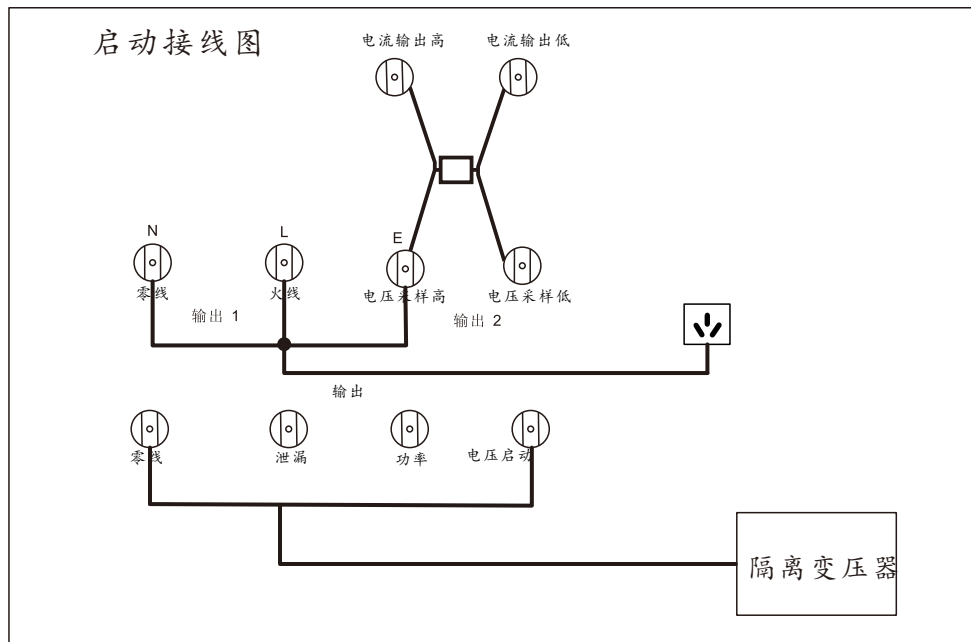 启动接线图
电流输出高 电流输出低
N L E
零线 火线 电压采样高 电压采样低
输出 1 输出 2
输出
零线 泄漏 功率 电压启动
隔离变压器